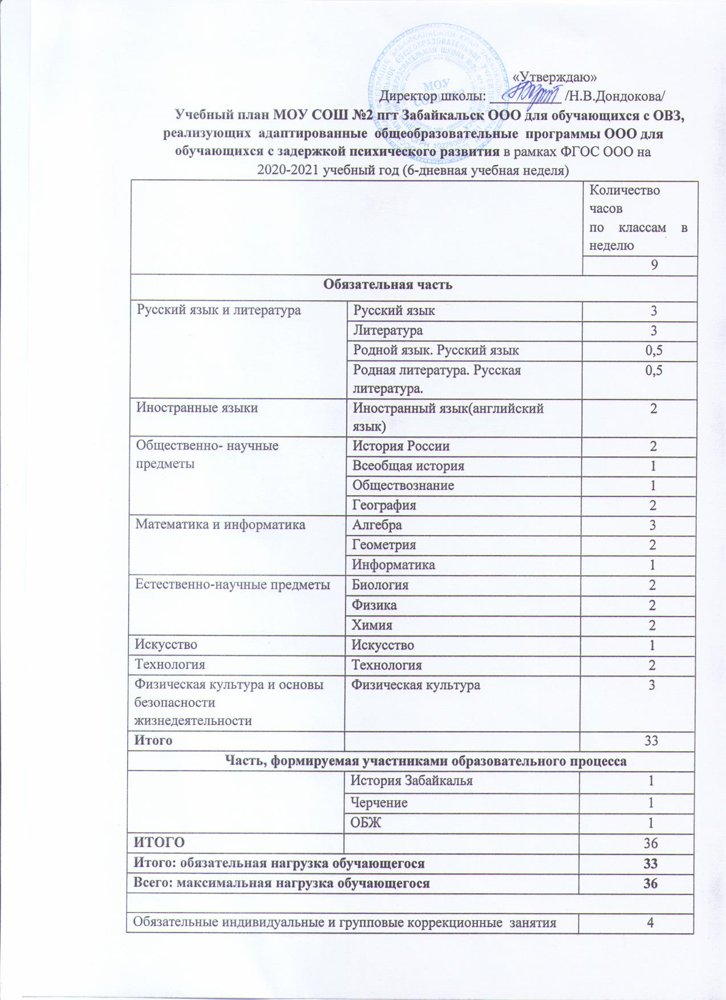 «Утверждаю»
Директор школы: __________ /Н.В.Дондокова/
Учебный план МОУ СОШ №2 пгт Забайкальск ООО для обучающихся с ОВЗ,
реализующих адаптированные общеобразовательные программы ООО для
обучающихся с задержкой психического развития в рамках ФГОС ООО на
2020-2021 учебный год (6-дневная учебная неделя)
Количество
часов
по классам в
неделю
9
Обязательная часть
Русский язык и литература Русский язык 3
Литература 3
Родной язык. Русский язык 0,5
Родная литература. Русская 0,5
литература.
Иностранные языки Иностранный язык(английский 2
язык)
Общественно- научные История России 2
предметы Всеобщая история 1
Обществознание 1
География 2
Математика и информатика Алгебра 3
Геометрия 2
Информатика 1
Естественно-научные предметы Биология 2
Физика 2
Химия 2
Искусство Искусство 1
Технология Технология 2
Физическая культура и основы Физическая культура 3
безопасности
жизнедеятельности
Итого 33
Часть, формируемая участниками образовательного процесса
История Забайкалья 1
Черчение 1
ОБЖ 1
ИТОГО 36
Итого: обязательная нагрузка обучающегося 33
Всего: максимальная нагрузка обучающегося 36
Обязательные индивидуальные и групповые коррекционные занятия 4